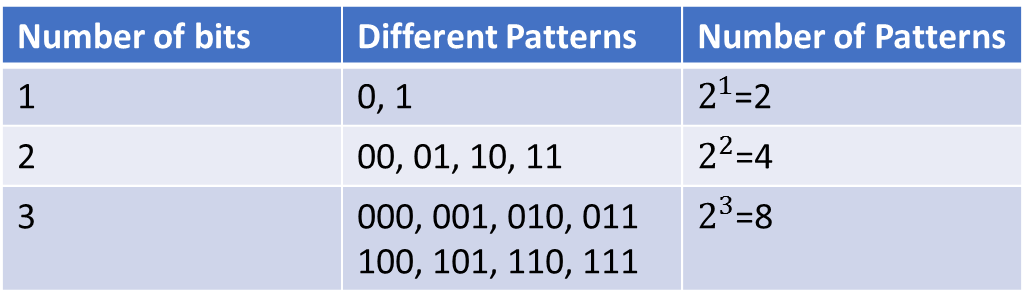 Number of bits Different Patterns Number of Patterns
1 0, 1 2¹=2
2 00, 01, 10, 11 2²=4
3 000, 001, 010, 011 2³=8
100, 101, 110, 111